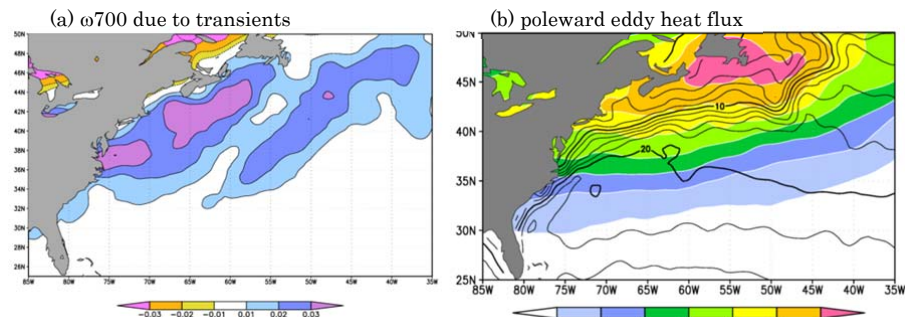 (a) ω700 due to transients
(b) poleward eddy heat flux
50N
48N
46N
44N
42N
40N
38N
36N
34N
32N
30N
28N
26N
85W 80W 75W 70W 65W 60W 55W 50W 45W 40W 35W
-0.03 -0.02 -0.01 0.01 0.02 0.03
50N
45N
40N
35N
30N
25N
10
20
85W 80W 75W 70W 65W 60W 55W 50W 45W 40W 35W